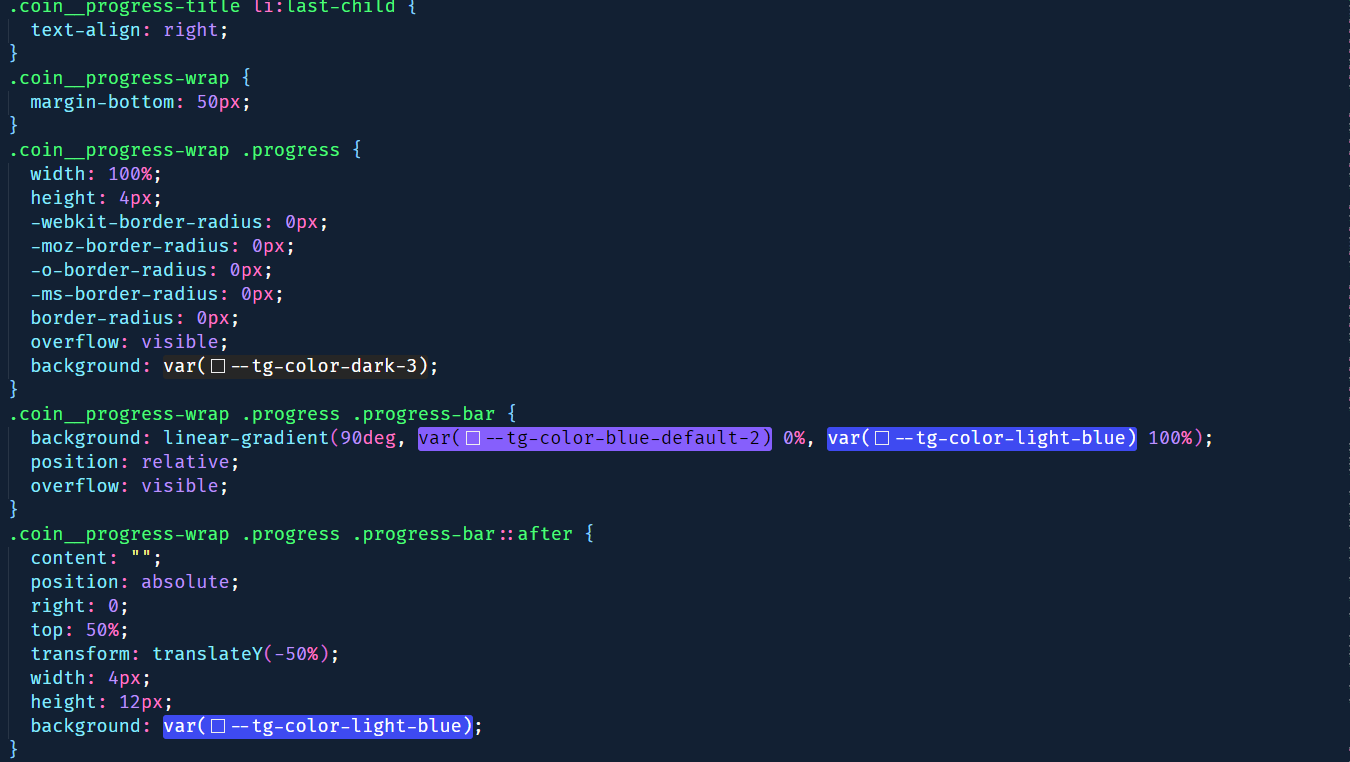 .coin__progress-title li:last-child {
  text-align: right;
}
.coin__progress-wrap {
  margin-bottom: 50px;
}
.coin__progress-wrap .progress {
  width: 100%;
  height: 4px;
  -webkit-border-radius: 0px;
  -moz-border-radius: 0px;
  -o-border-radius: 0px;
  -ms-border-radius: 0px;
  border-radius: 0px;
  overflow: visible;
  background: var(--tg-color-dark-3);
}
.coin__progress-wrap .progress .progress-bar {
  background: linear-gradient(90deg, var(--tg-color-blue-default-2) 0%, var(--tg-color-light-blue) 100%);
  position: relative;
  overflow: visible;
}
.coin__progress-wrap .progress .progress-bar::after {
  content: "";
  position: absolute;
  right: 0;
  top: 50%;
  transform: translateY(-50%);
  width: 4px;
  height: 12px;
  background: var(--tg-color-light-blue);
}